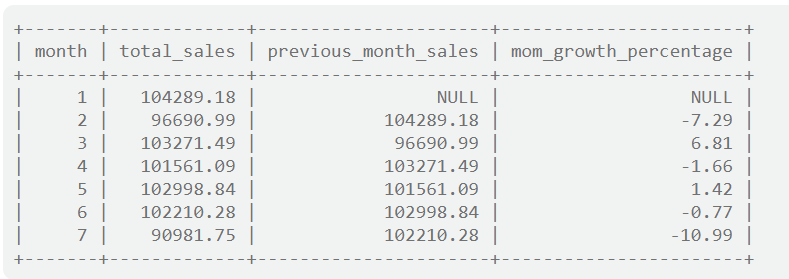 +-------+-------------+----------------------+-----------------------+
| month | total_sales | previous_month_sales | mom_growth_percentage |
+-------+-------------+----------------------+-----------------------+
|     1 |   104289.18 |                 NULL |                  NULL |
|     2 |    96690.99 |            104289.18 |                 -7.29 |
|     3 |   103271.49 |             96690.99 |                  6.81 |
|     4 |   101561.09 |            103271.49 |                 -1.66 |
|     5 |   102998.84 |            101561.09 |                  1.42 |
|     6 |   102210.28 |            102998.84 |                 -0.77 |
|     7 |    90981.75 |            102210.28 |                -10.99 |
+-------+-------------+----------------------+-----------------------+